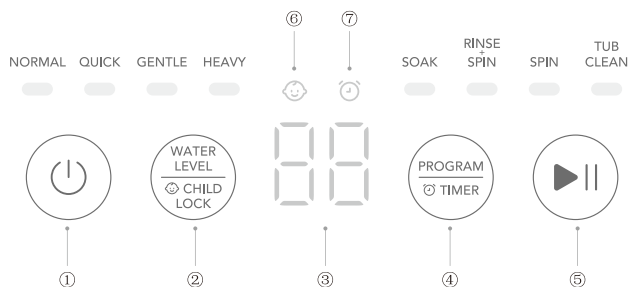 ⑥ ⑦
NORMAL QUICK GENTLE HEAVY SOAK RINSE + SPIN SPIN TUB CLEAN
WATER
LEVEL
CHILD
LOCK
88
PROGRAM
TIMER
① ② ③ ④ ⑤